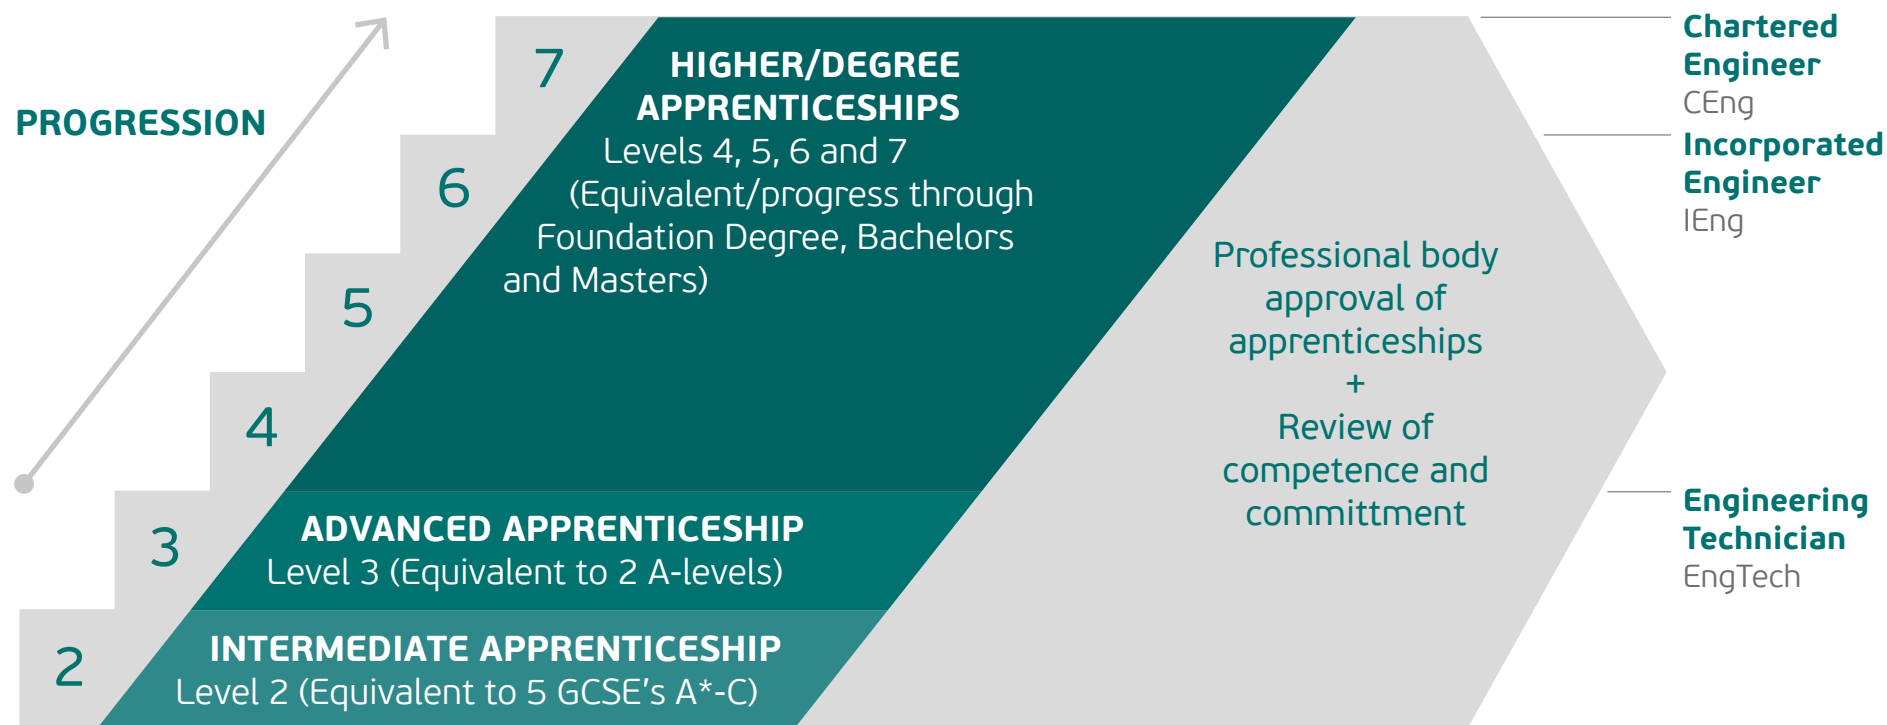 PROGRESSION
7
6
5
4
3
2
HIGHER/DEGREE
APPRENTICESHIPS
Levels 4, 5, 6 and 7
(Equivalent/progress through
Foundation Degree, Bachelors
and Masters)
ADVANCED APPRENTICESHIP
Level 3 (Equivalent to 2 A-levels)
INTERMEDIATE APPRENTICESHIP
Level 2 (Equivalent to 5 GCSE's A*-C)
Professional body
approval of
apprenticeships
+
Review of
competence and
committment
Chartered
Engineer
CEng
Incorporated
Engineer
IEng
Engineering
Technician
EngTech